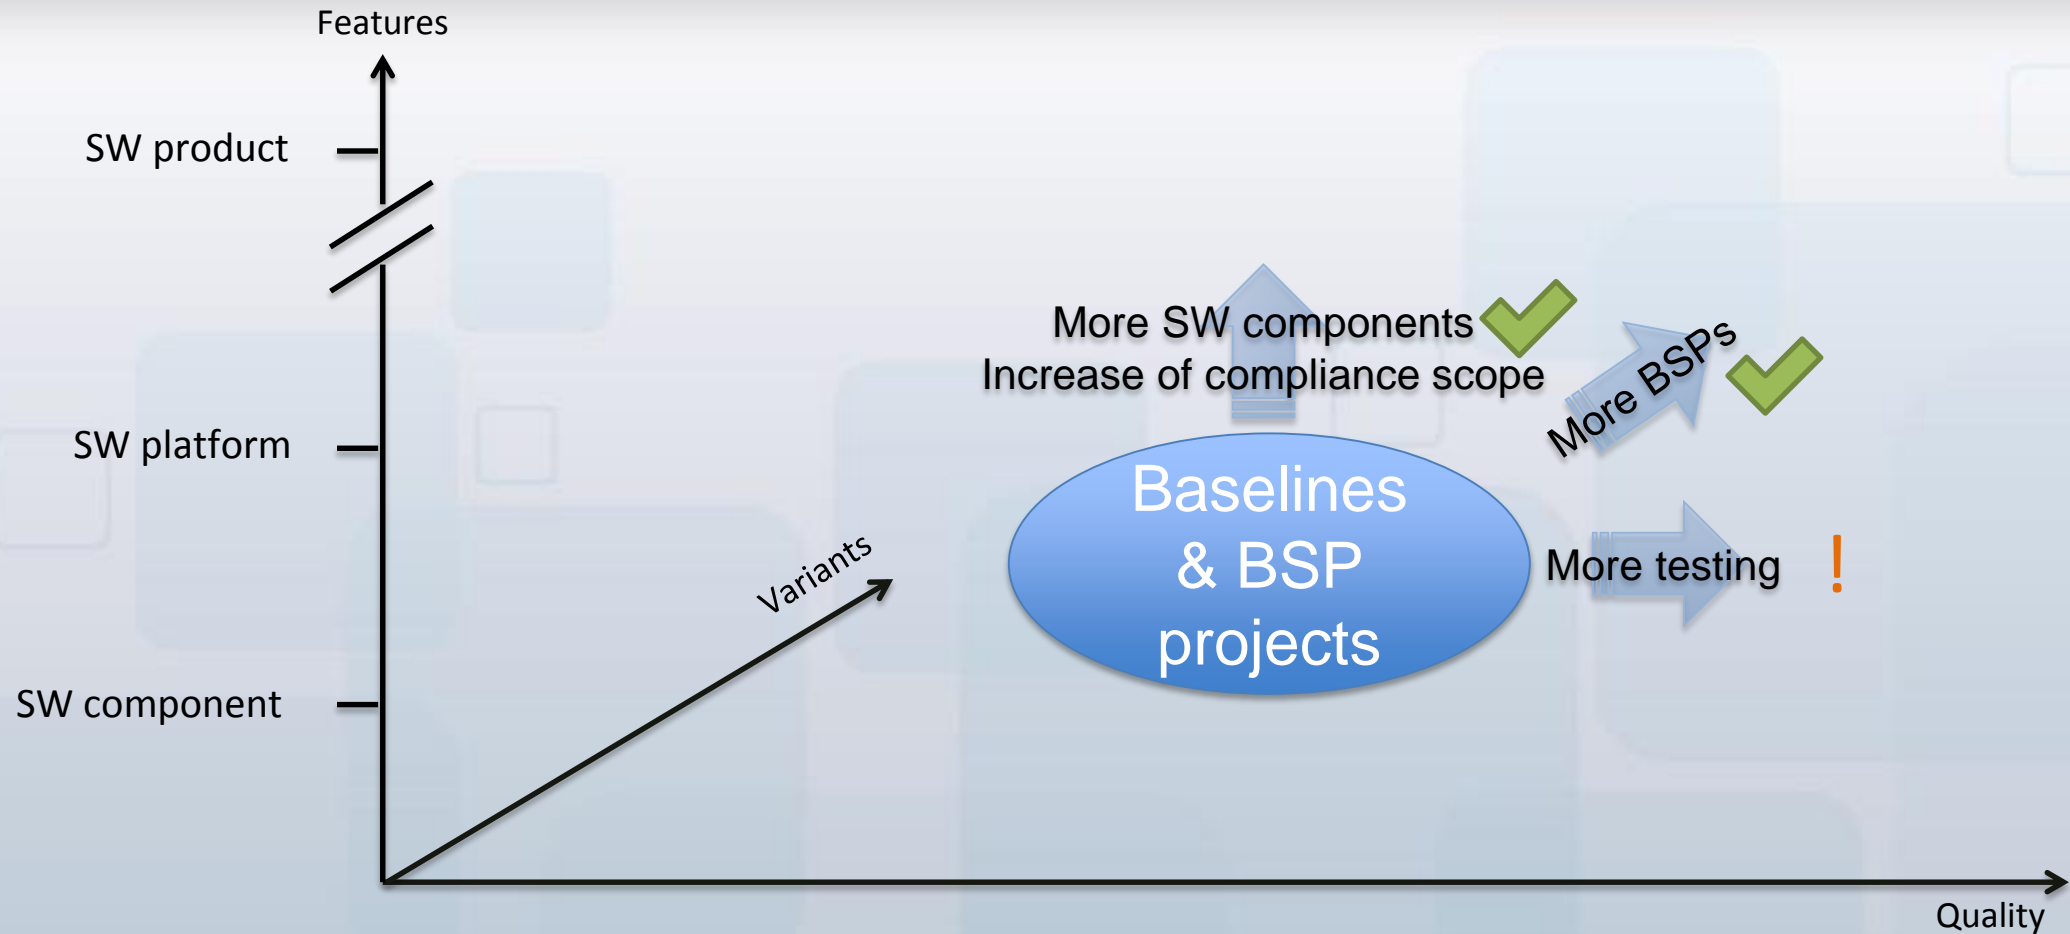 Features
SW product
More SW components
Increase of compliance scope
More BSPs
SW platform
Baselines
& BSP
projects
More testing
!
Variants
SW component
Quality